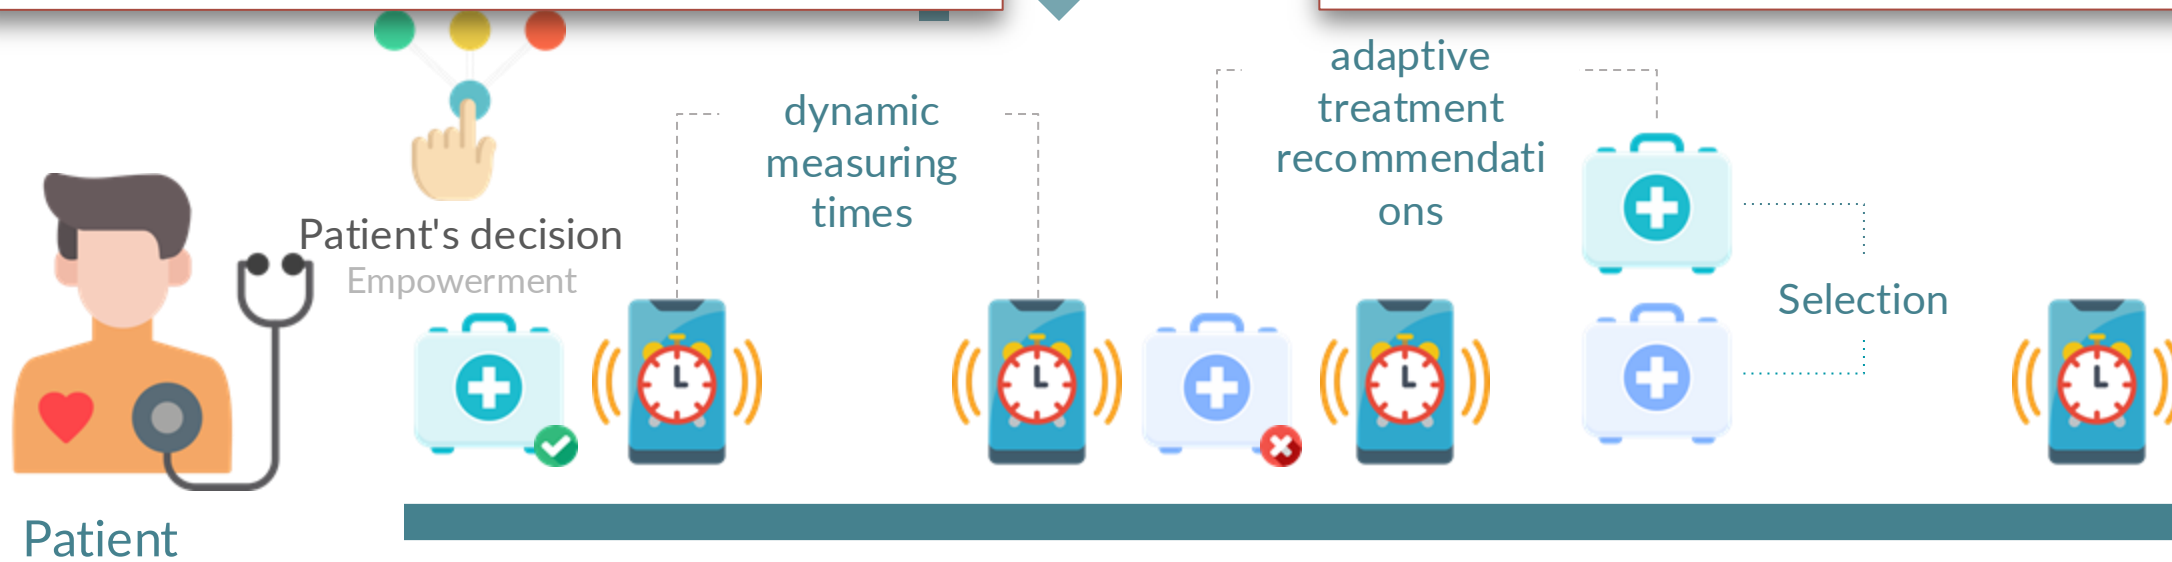 Patient's decision
Empowerment
dynamic
measuring
times
adaptive
treatment
recommendati
ons
Selection
Patient